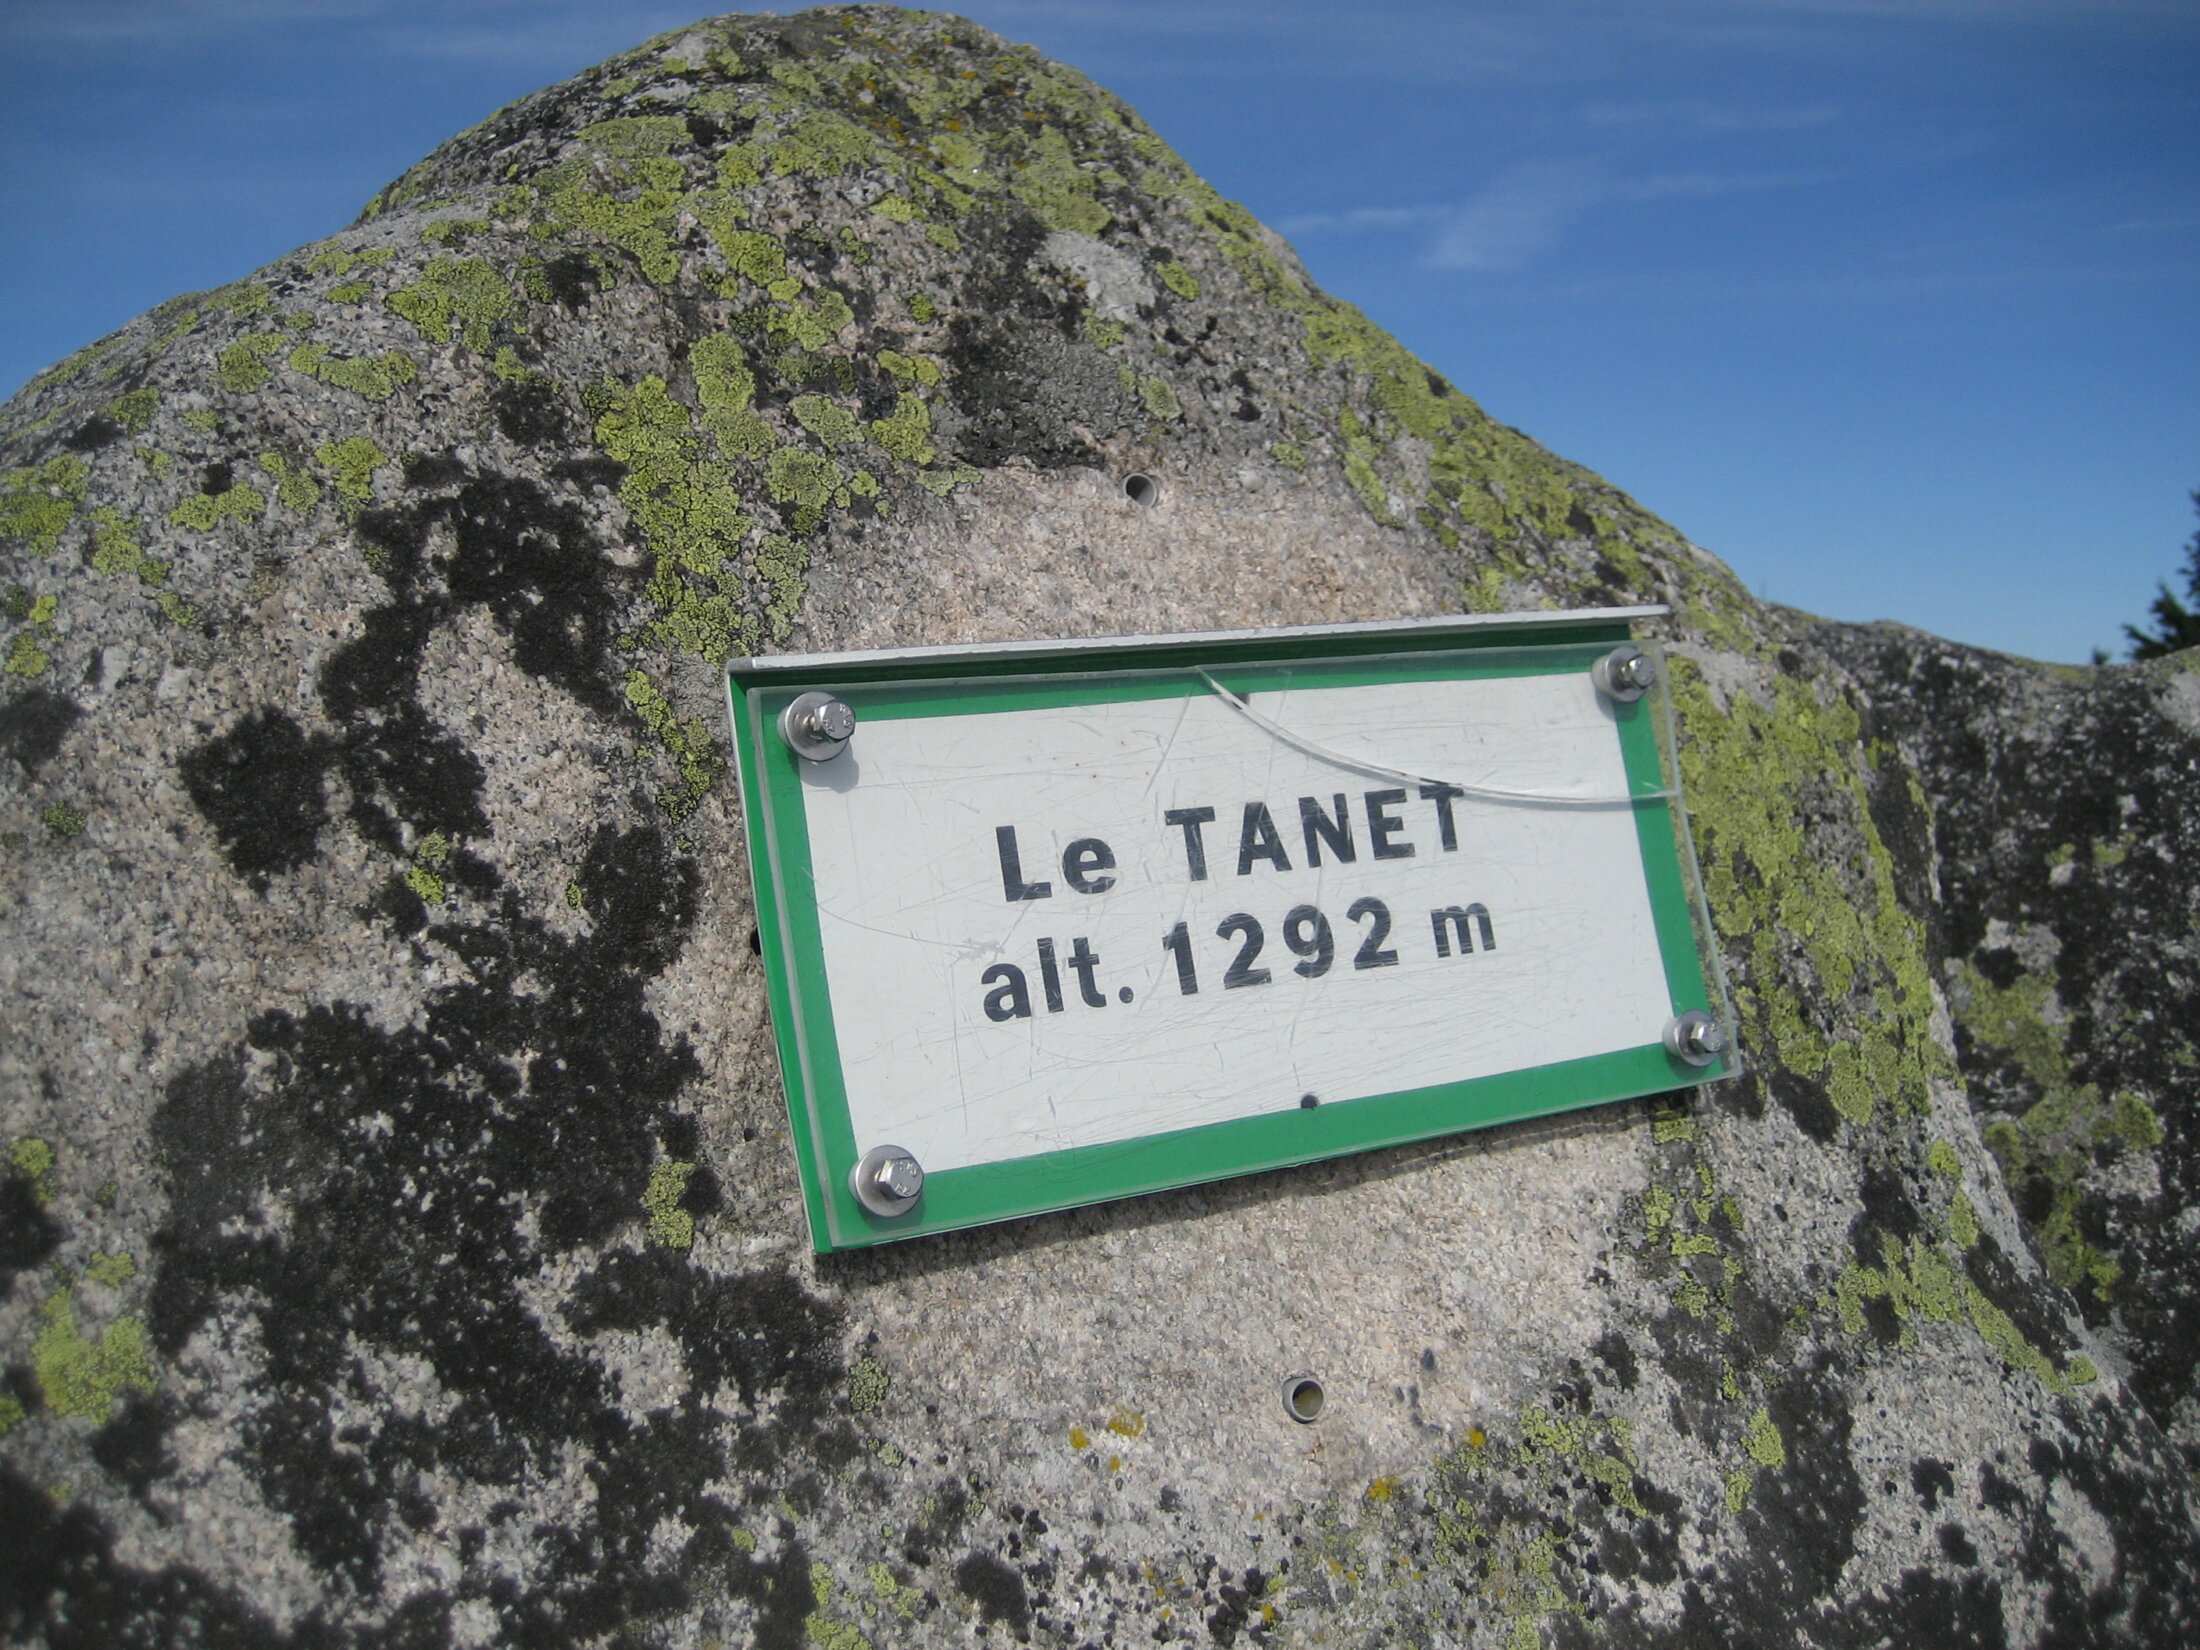 Le TANET
alt. 1292 m